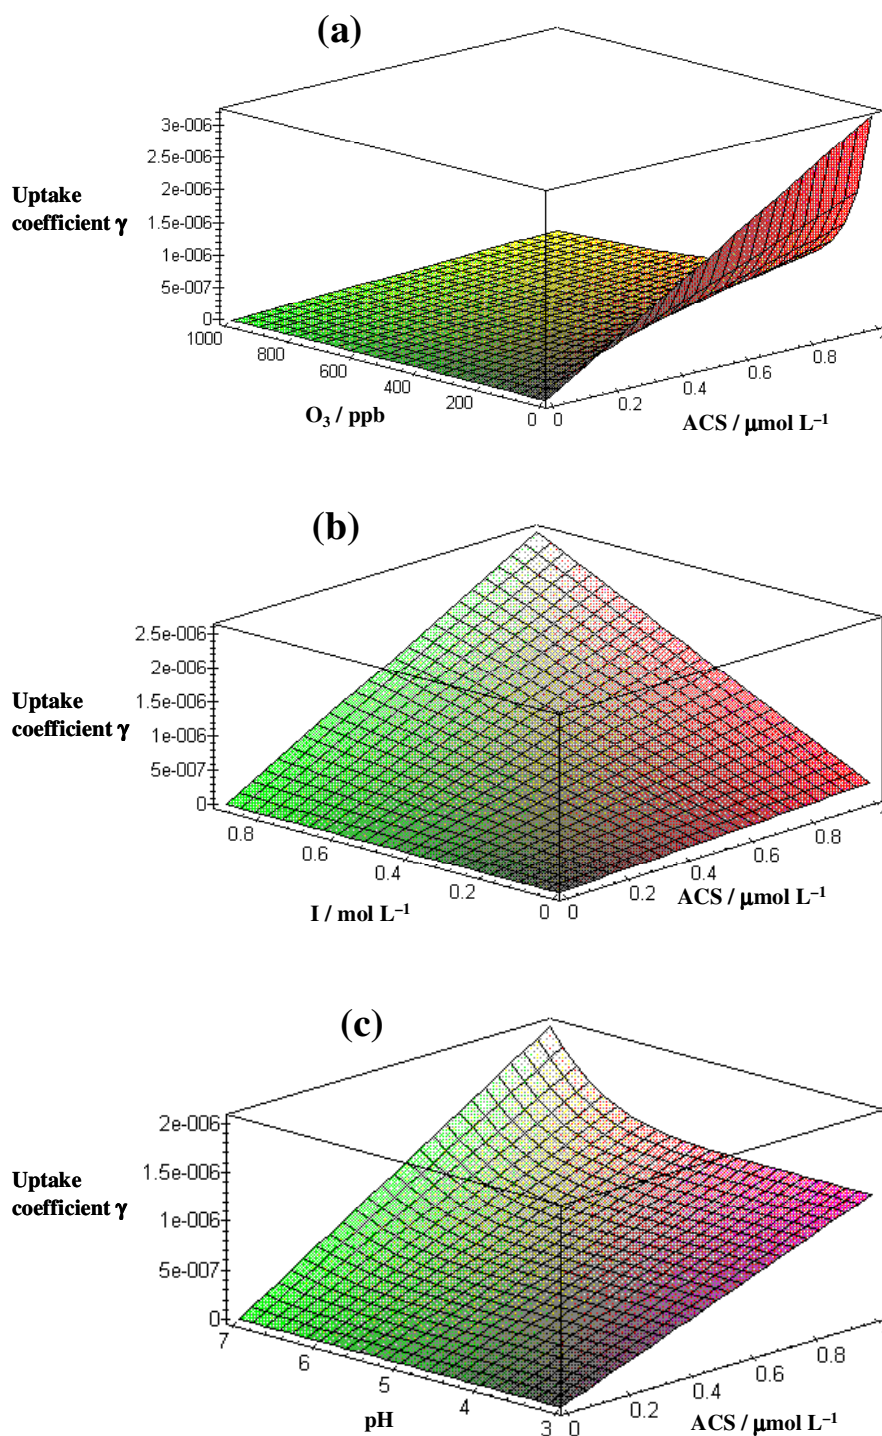 (a)
3e-006
2.5e-006
2e-006
1.5e-006
1e-006
5e-007
0
Uptake
coefficient γ
1000
800
600
400
200
0
O₃ / ppb
0
0.2
0.4
0.6
0.8
ACS / μmol L⁻¹
(b)
2.5e-006
2e-006
1.5e-006
1e-006
5e-007
0
Uptake
coefficient γ
0.8
0.6
0.4
0.2
0
I / mol L⁻¹
0
0.2
0.4
0.6
0.8
ACS / μmol L⁻¹
(c)
2e-006
1.5e-006
1e-006
5e-007
0
Uptake
coefficient γ
7
6
5
4
3
pH
0
0.2
0.4
0.6
0.8
ACS / μmol L⁻¹